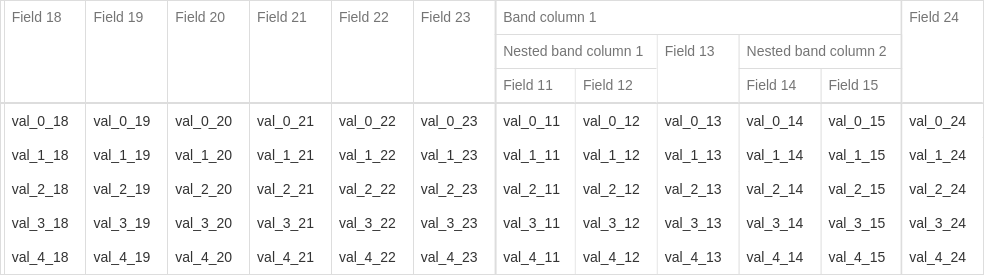 Field 18 Field 19 Field 20 Field 21 Field 22 Field 23 Band column 1 Field 24
Nested band column 1 Field 13 Nested band column 2
Field 11 Field 12 Field 14 Field 15
val_0_18 val_0_19 val_0_20 val_0_21 val_0_22 val_0_23 val_0_11 val_0_12 val_0_13 val_0_14 val_0_15 val_0_24
val_1_18 val_1_19 val_1_20 val_1_21 val_1_22 val_1_23 val_1_11 val_1_12 val_1_13 val_1_14 val_1_15 val_1_24
val_2_18 val_2_19 val_2_20 val_2_21 val_2_22 val_2_23 val_2_11 val_2_12 val_2_13 val_2_14 val_2_15 val_2_24
val_3_18 val_3_19 val_3_20 val_3_21 val_3_22 val_3_23 val_3_11 val_3_12 val_3_13 val_3_14 val_3_15 val_3_24
val_4_18 val_4_19 val_4_20 val_4_21 val_4_22 val_4_23 val_4_11 val_4_12 val_4_13 val_4_14 val_4_15 val_4_24